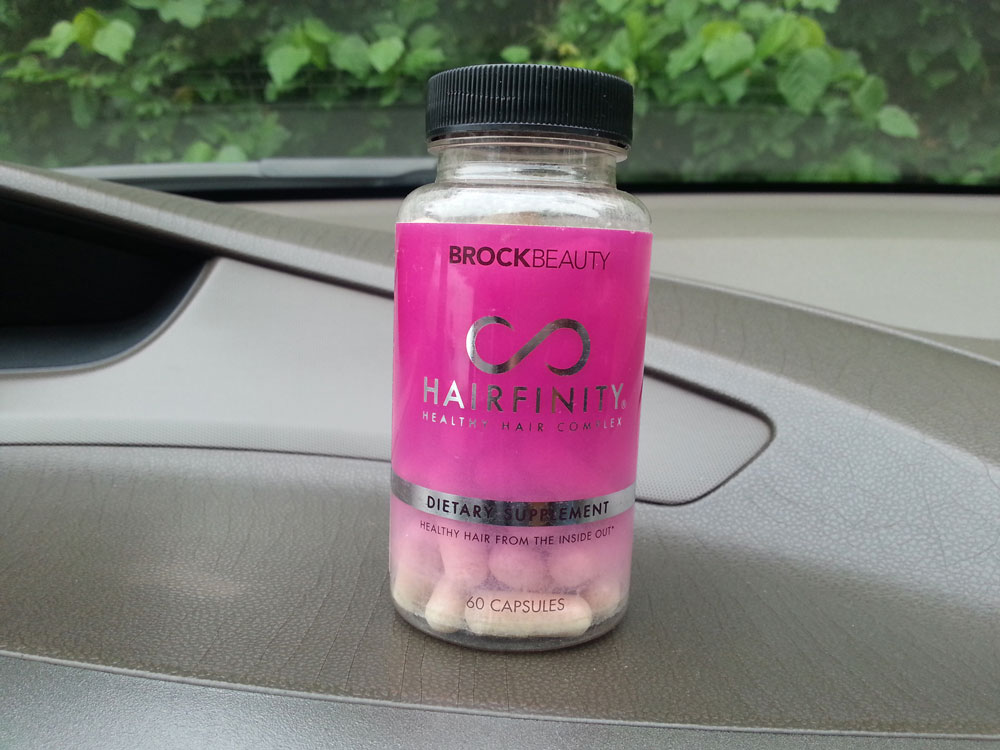 BROCKBEAUTY
HAIRFINITY®
HEALTHY HAIR COMPLEX
DIETARY SUPPLEMENT
HEALTHY HAIR FROM THE INSIDE OUT*
60 CAPSULES